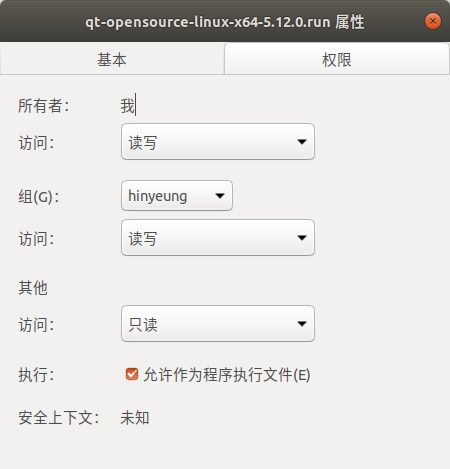 qt-opensource-linux-x64-5.12.0.run 属性
基本 权限
所有者： 我
访问： 读写
组(G)： hinyeung
访问： 读写
其他
访问： 只读
执行： 允许作为程序执行文件(E)
安全上下文： 未知